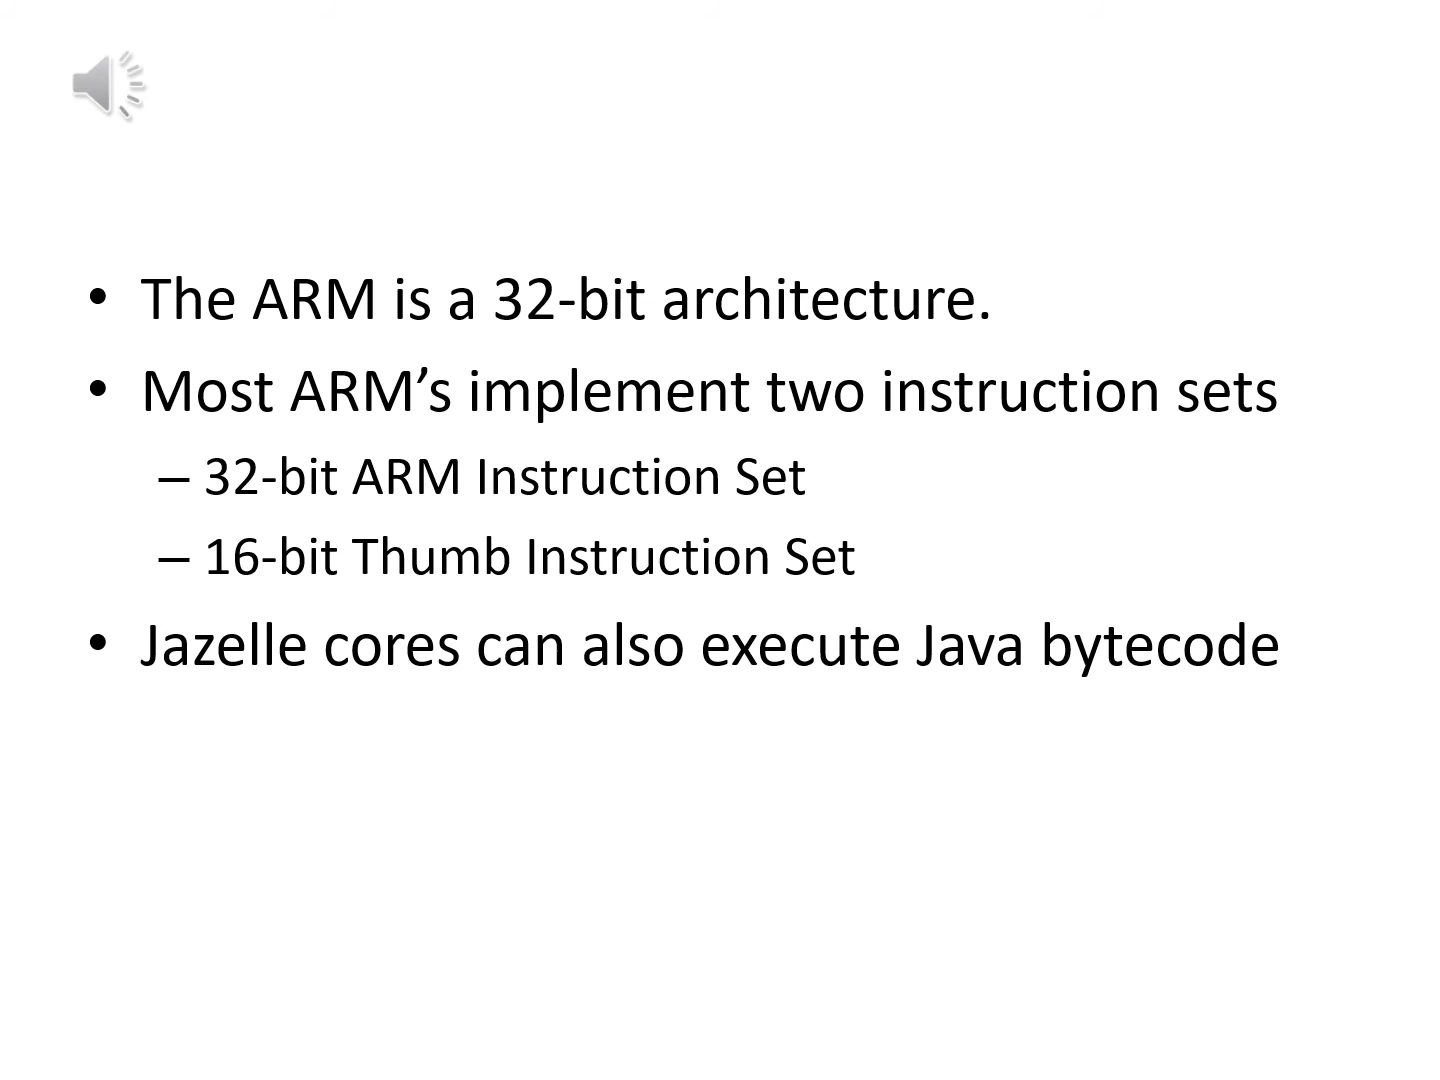 • The ARM is a 32-bit architecture.
• Most ARM’s implement two instruction sets
– 32-bit ARM Instruction Set
– 16-bit Thumb Instruction Set
• Jazelle cores can also execute Java bytecode